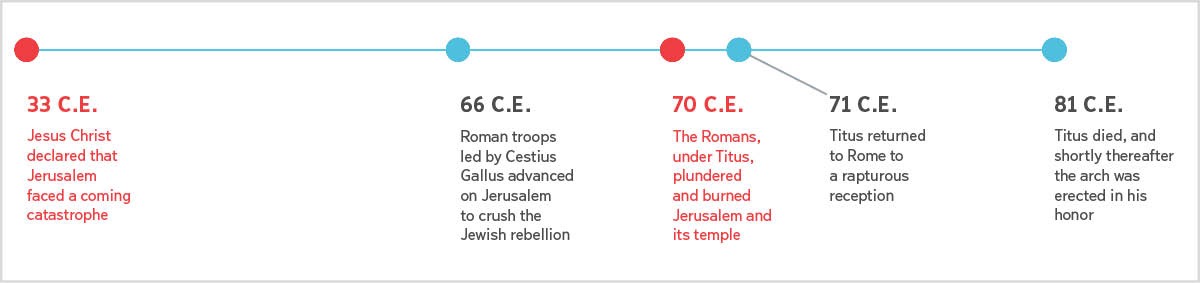 33 C.E.
Jesus Christ
declared that
Jerusalem
faced a coming
catastrophe
66 C.E.
Roman troops
led by Cestius
Gallus advanced
on Jerusalem
to crush the
Jewish rebellion
70 C.E.
The Romans,
under Titus,
plundered
and burned
Jerusalem and
its temple
71 C.E.
Titus returned
to Rome to
a rapturous
reception
81 C.E.
Titus died, and
shortly thereafter
the arch was
erected in his
honor